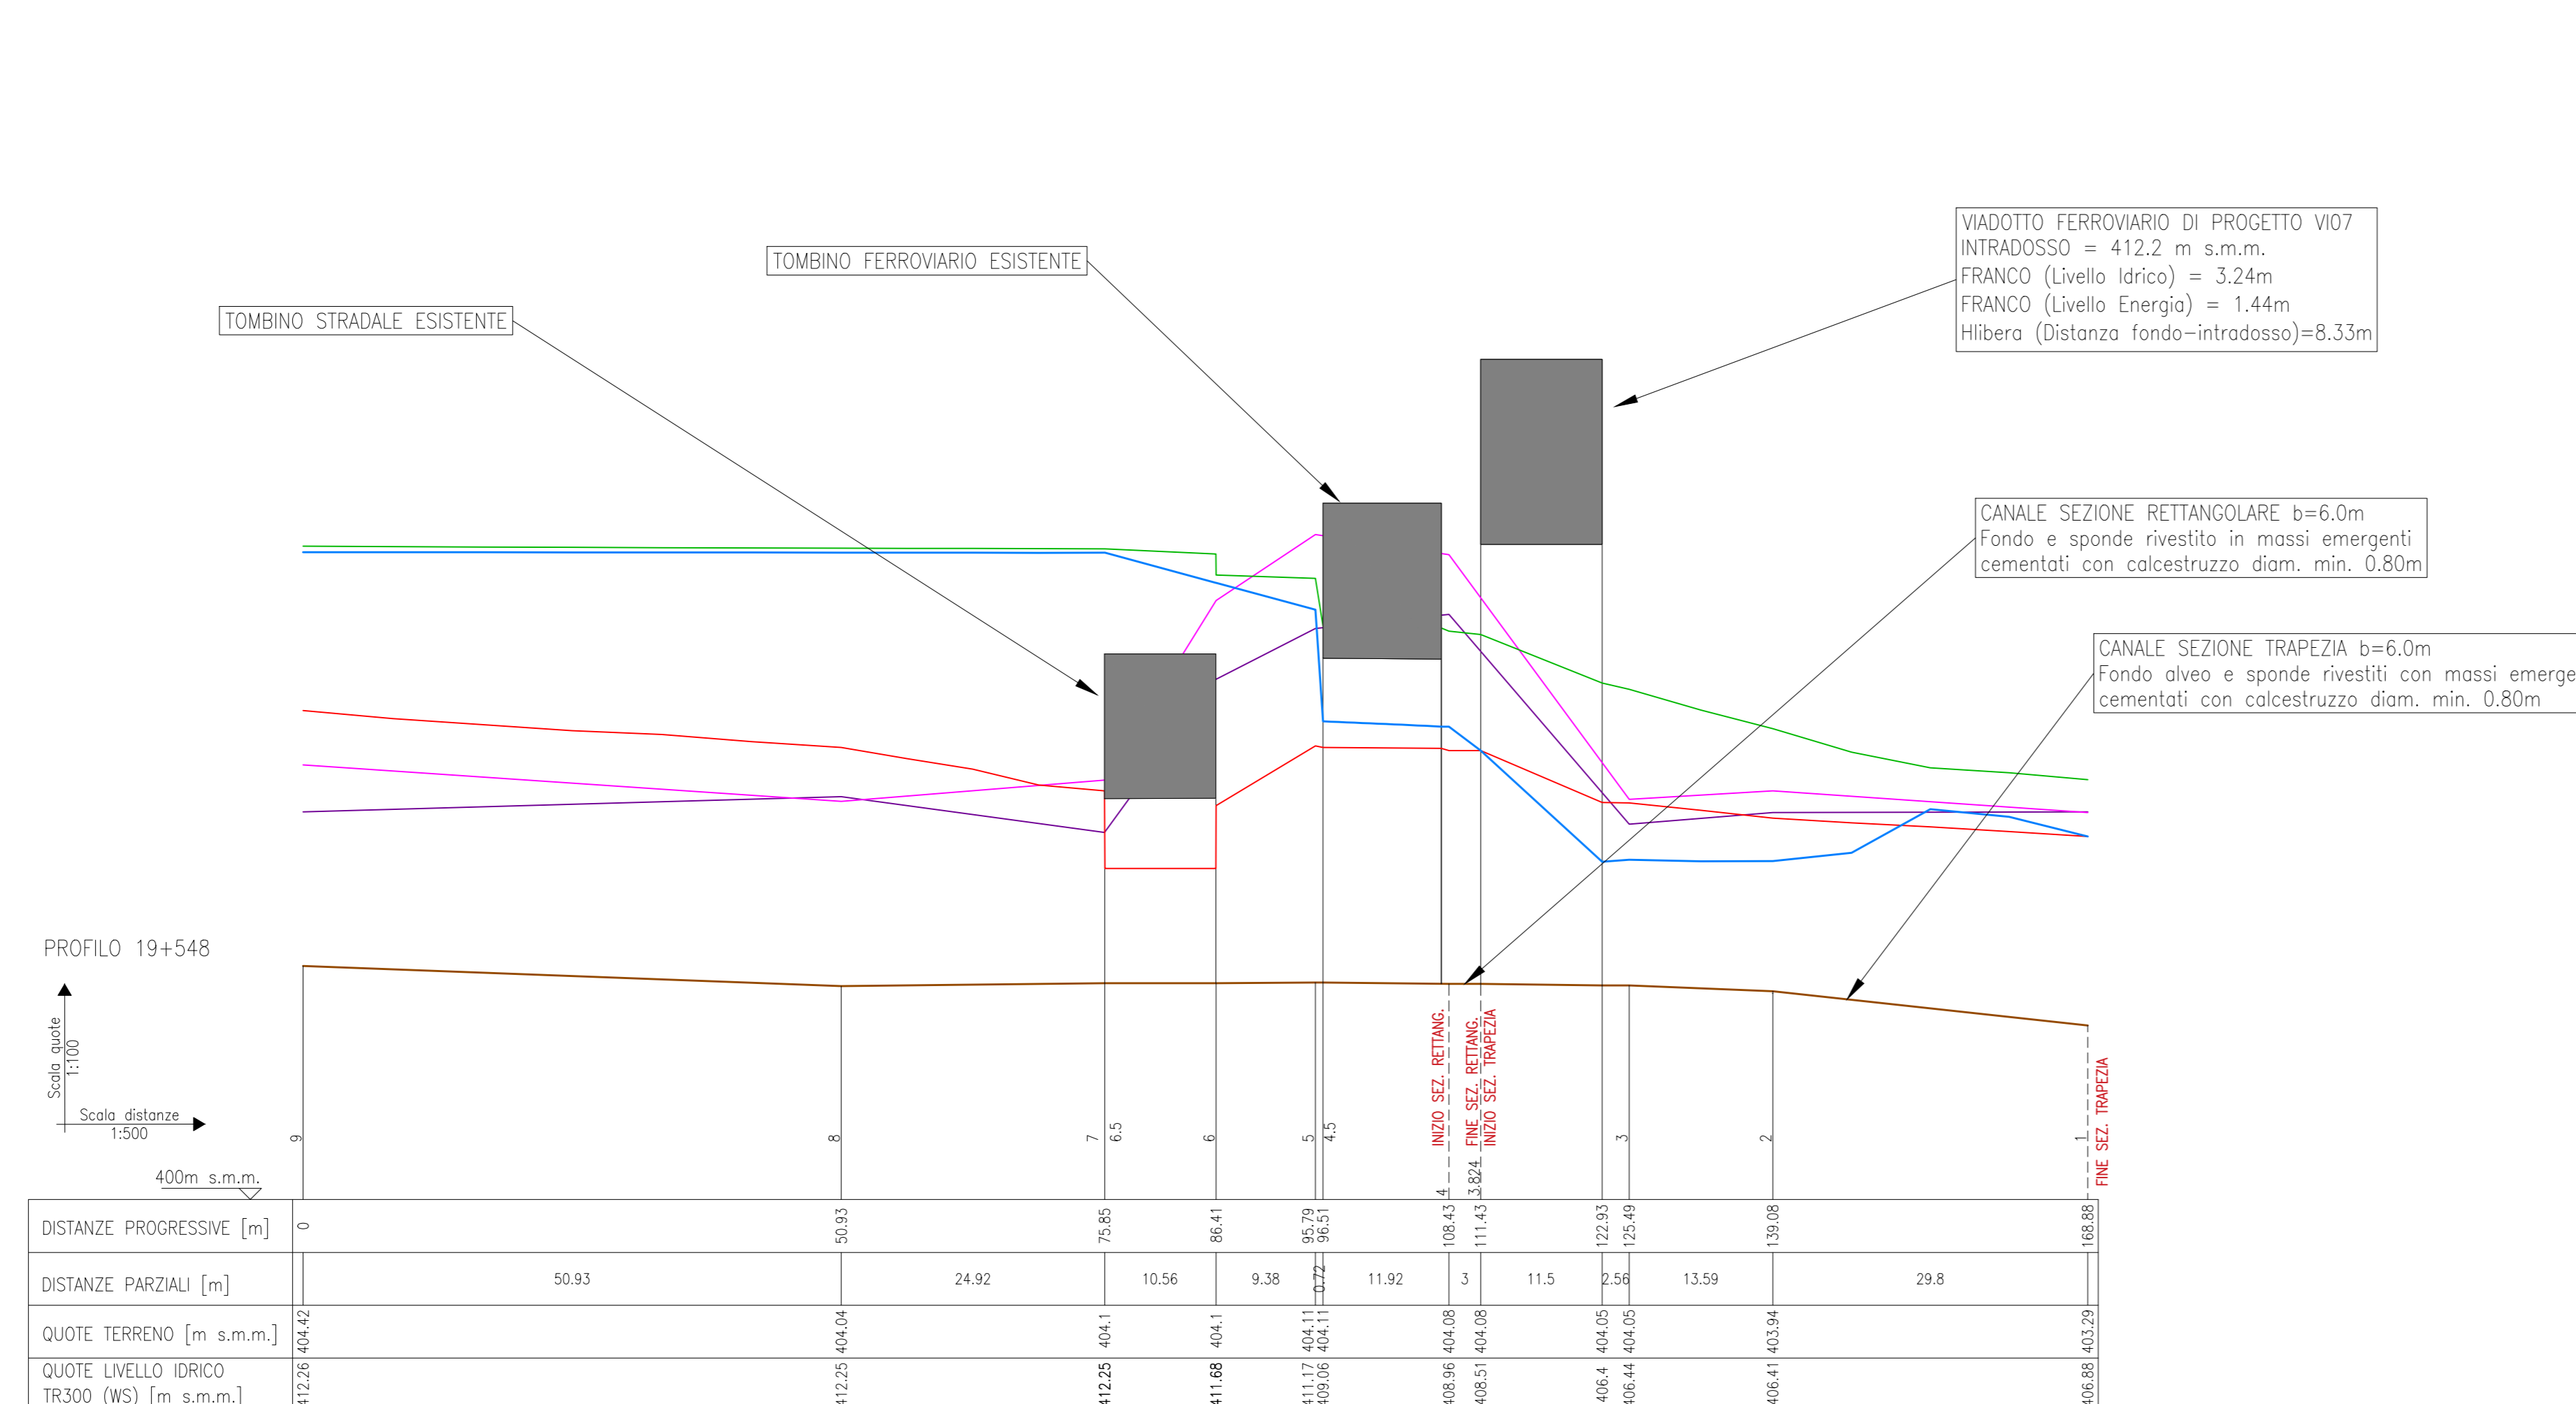 VIADOTTO FERROVIARIO DI PROGETTO VI07
INTRADOSSO = 412.2 m s.m.m.
FRANCO (Livello Idrico) = 3.24m
FRANCO (Livello Energia) = 1.44m
Hlibera (Distanza fondo-intradosso)=8.33m
TOMBINO FERROVIARIO ESISTENTE
TOMBINO STRADALE ESISTENTE
CANALE SEZIONE RETTANGOLARE b=6.0m
Fondo e sponde rivestito in massi emergenti
cementati con calcestruzzo diam. min. 0.80m
CANALE SEZIONE TRAPEZIA b=6.0m
Fondo alveo e sponde rivestiti con massi emerge
cementati con calcestruzzo diam. min. 0.80m
PROFILO 19+548
Scala quote
1:100
Scala distanze
1:500
400m s.m.m.
9
8
7
6.5
6
5
4.5
4
INIZIO SEZ. RETTANG.
3.824
FINE SEZ. RETTANG.
INIZIO SEZ. TRAPEZIA
3
2
1
FINE SEZ. TRAPEZIA
DISTANZE PROGRESSIVE [m] 0 50.93 75.85 86.41 95.79 96.51 108.43 111.43 122.93 125.49 139.08 168.88
DISTANZE PARZIALI [m] 50.93 24.92 10.56 9.38 0.72 11.92 3 11.5 2.56 13.59 29.8
QUOTE TERRENO [m s.m.m.] 404.42 404.04 404.1 404.1 404.11 404.11 404.08 404.08 404.05 404.05 403.94 403.29
QUOTE LIVELLO IDRICO
TR300 (WS) [m s.m.m.] 412.26 412.25 412.25 411.68 411.17 409.06 408.96 408.51 406.4 406.44 406.41 406.88